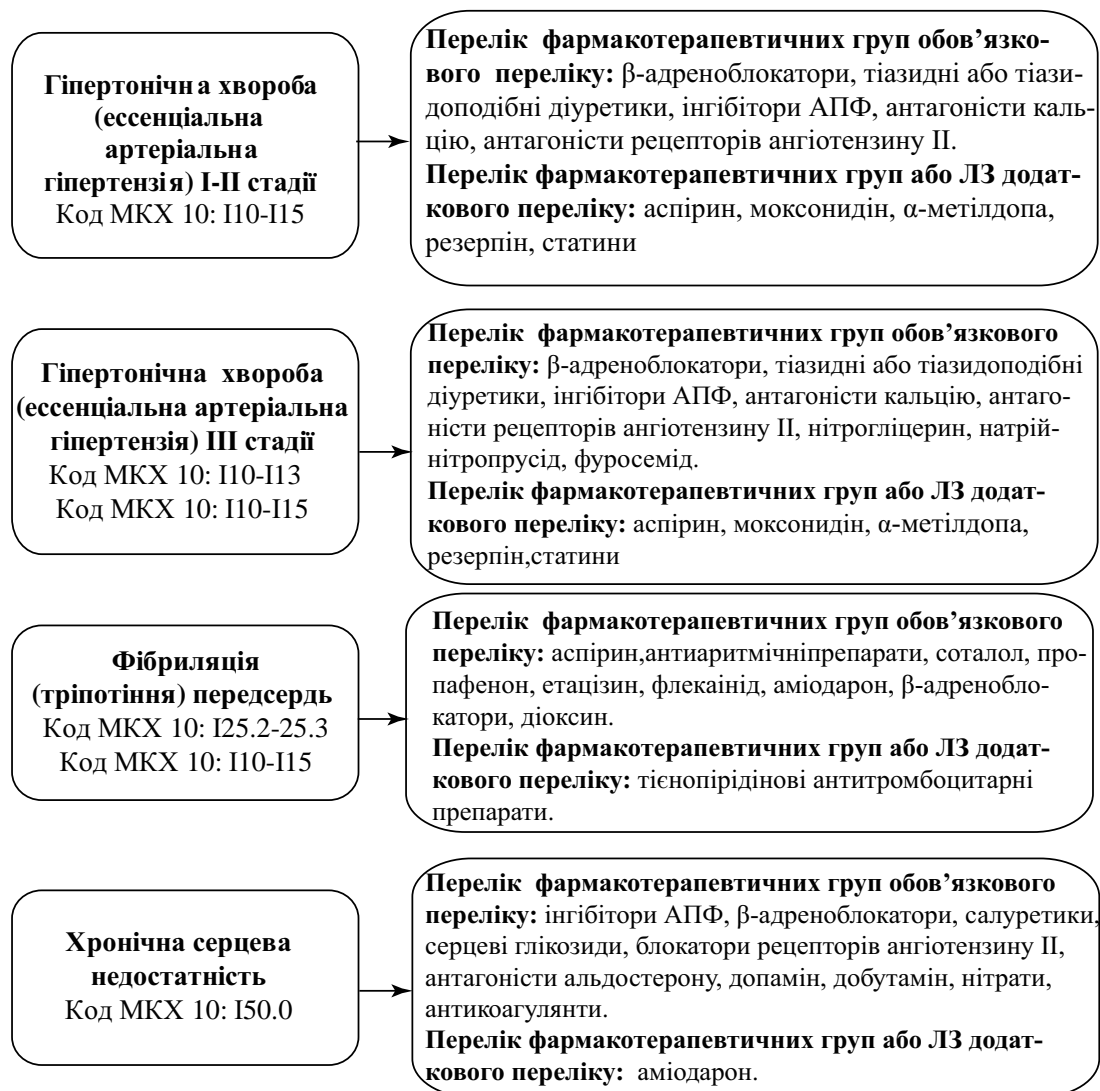 Гіпертонічн а хвороба
(ессенціальна
артеріальна
гіпертензія) I-II стадії
Код МКХ 10: I10-I15
Перелік фармакотерапевтичних груп обов’язко-
вого переліку: β-адреноблокатори, тіазидні або тіази-
доподібні діуретики, інгібітори АПФ, антагоністи каль-
цію, антагоністи рецепторів ангіотензину II.
Перелік фармакотерапевтичних груп або ЛЗ додат-
кового переліку: аспірин, моксонидін, α-метілдопа,
резерпін, статини
Гіпертонічна хвороба
(ессенціальна артеріальна
гіпертензія) III стадії
Код МКХ 10: I10-I13
Код МКХ 10: I10-I15
Перелік фармакотерапевтичних груп обов’язкового
переліку: β-адреноблокатори, тіазидні або тіазидоподібні
діуретики, інгібітори АПФ, антагоністи кальцію, антаго-
ністи рецепторів ангіотензину II, нітрогліцерин, натрій-
нітропрусід, фуросемід.
Перелік фармакотерапевтичних груп або ЛЗ додат-
кового переліку: аспірин, моксонидін, α-метілдопа,
резерпін,статини
Фібриляція
(тріпотіння) передсердь
Код МКХ 10: I25.2-25.3
Код МКХ 10: I10-I15
Перелік фармакотерапевтичних груп обов’язкового
переліку: аспірин,антиаритмічніпрепарати, соталол, про-
пафенон, етацізин, флекаінід, аміодарон, β-адренобло-
катори, діоксин.
Перелік фармакотерапевтичних груп або ЛЗ додат-
кового переліку: тієнопірідінові антитромбоцитарні
препарати.
Хронічна серцева
недостатність
Код МКХ 10: I50.0
Перелік фармакотерапевтичних груп обов’язкового
переліку: інгібітори АПФ, β-адреноблокатори, салуретики,
серцеві глікозиди, блокатори рецепторів ангіотензину II,
антагоністи альдостерону, допамін, добутамін, нітрати,
антикоагулянти.
Перелік фармакотерапевтичних груп або ЛЗ додат-
кового переліку: аміодарон.